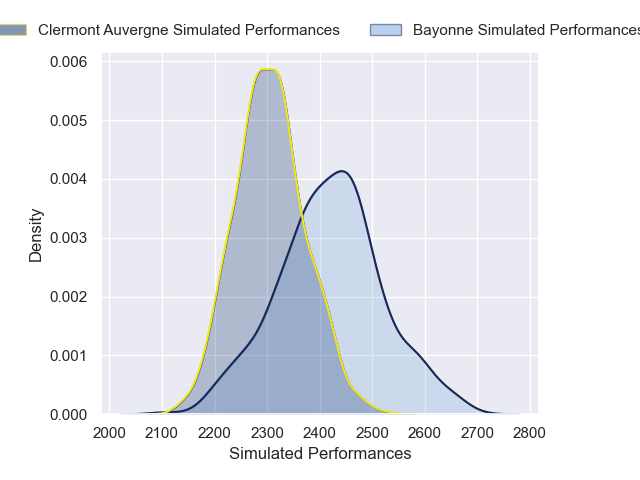 Clermont Auvergne Simulated Performances Bayonne Simulated Performances
0.006
0.005
0.004
0.003
0.002
0.001
0.000
Density
2000 2100 2200 2300 2400 2500 2600 2700 2800
Simulated Performances